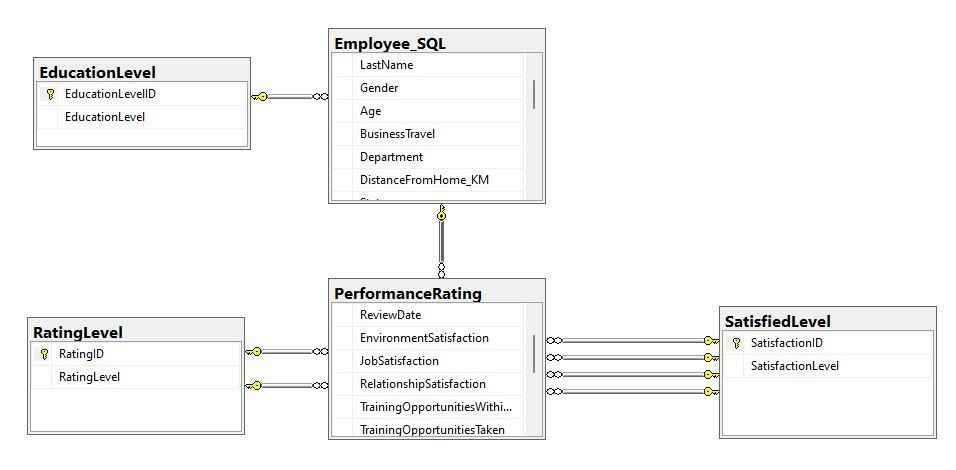 Employee_SQL
LastName
Gender
Age
BusinessTravel
Department
DistanceFromHome_KM
EducationLevel
EducationLevelID
EducationLevel
PerformanceRating
ReviewDate
EnvironmentSatisfaction
JobSatisfaction
RelationshipSatisfaction
TrainingOpportunitiesWithi...
TrainingOpportunitiesTaken
RatingLevel
RatingID
RatingLevel
SatisfiedLevel
SatisfactionID
SatisfactionLevel